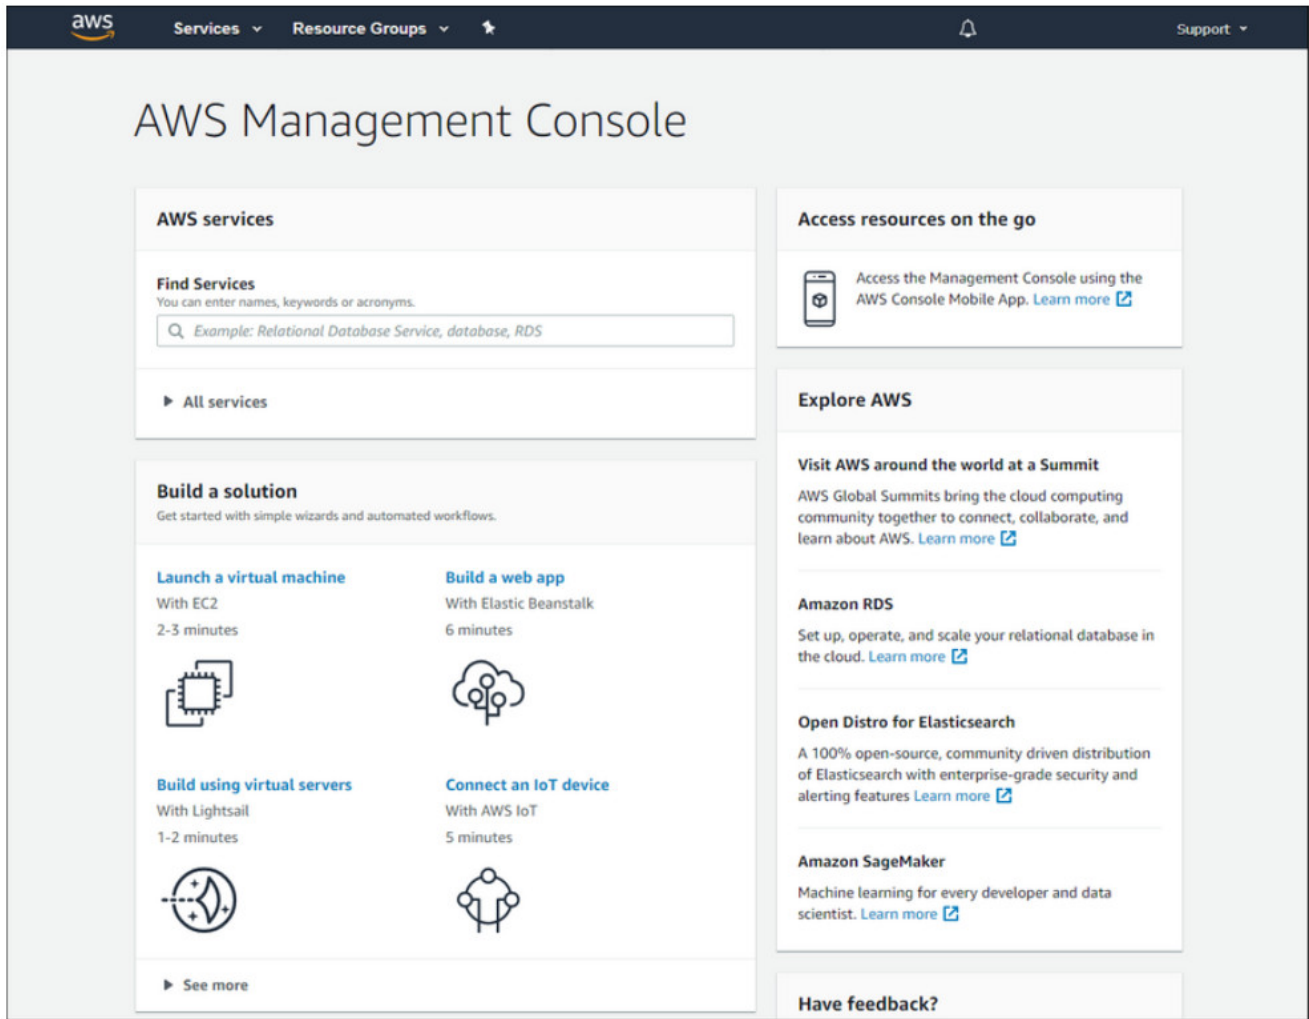 aws
Services
Resource Groups
Support
AWS Management Console
AWS services
Find Services
You can enter names, keywords or acronyms.
Example: Relational Database Service, database, RDS
All services
Build a solution
Get started with simple wizards and automated workflows.
Launch a virtual machine
With EC2
2-3 minutes
Build a web app
With Elastic Beanstalk
6 minutes
Build using virtual servers
With Lightsail
1-2 minutes
Connect an IoT device
With AWS IoT
5 minutes
See more
Access resources on the go
Access the Management Console using the
AWS Console Mobile App. Learn more
Explore AWS
Visit AWS around the world at a Summit
AWS Global Summits bring the cloud computing
community together to connect, collaborate, and
learn about AWS. Learn more
Amazon RDS
Set up, operate, and scale your relational database in
the cloud. Learn more
Open Distro for Elasticsearch
A 100% open-source, community driven distribution
of Elasticsearch with enterprise-grade security and
alerting features Learn more
Amazon SageMaker
Machine learning for every developer and data
scientist. Learn more
Have feedback?